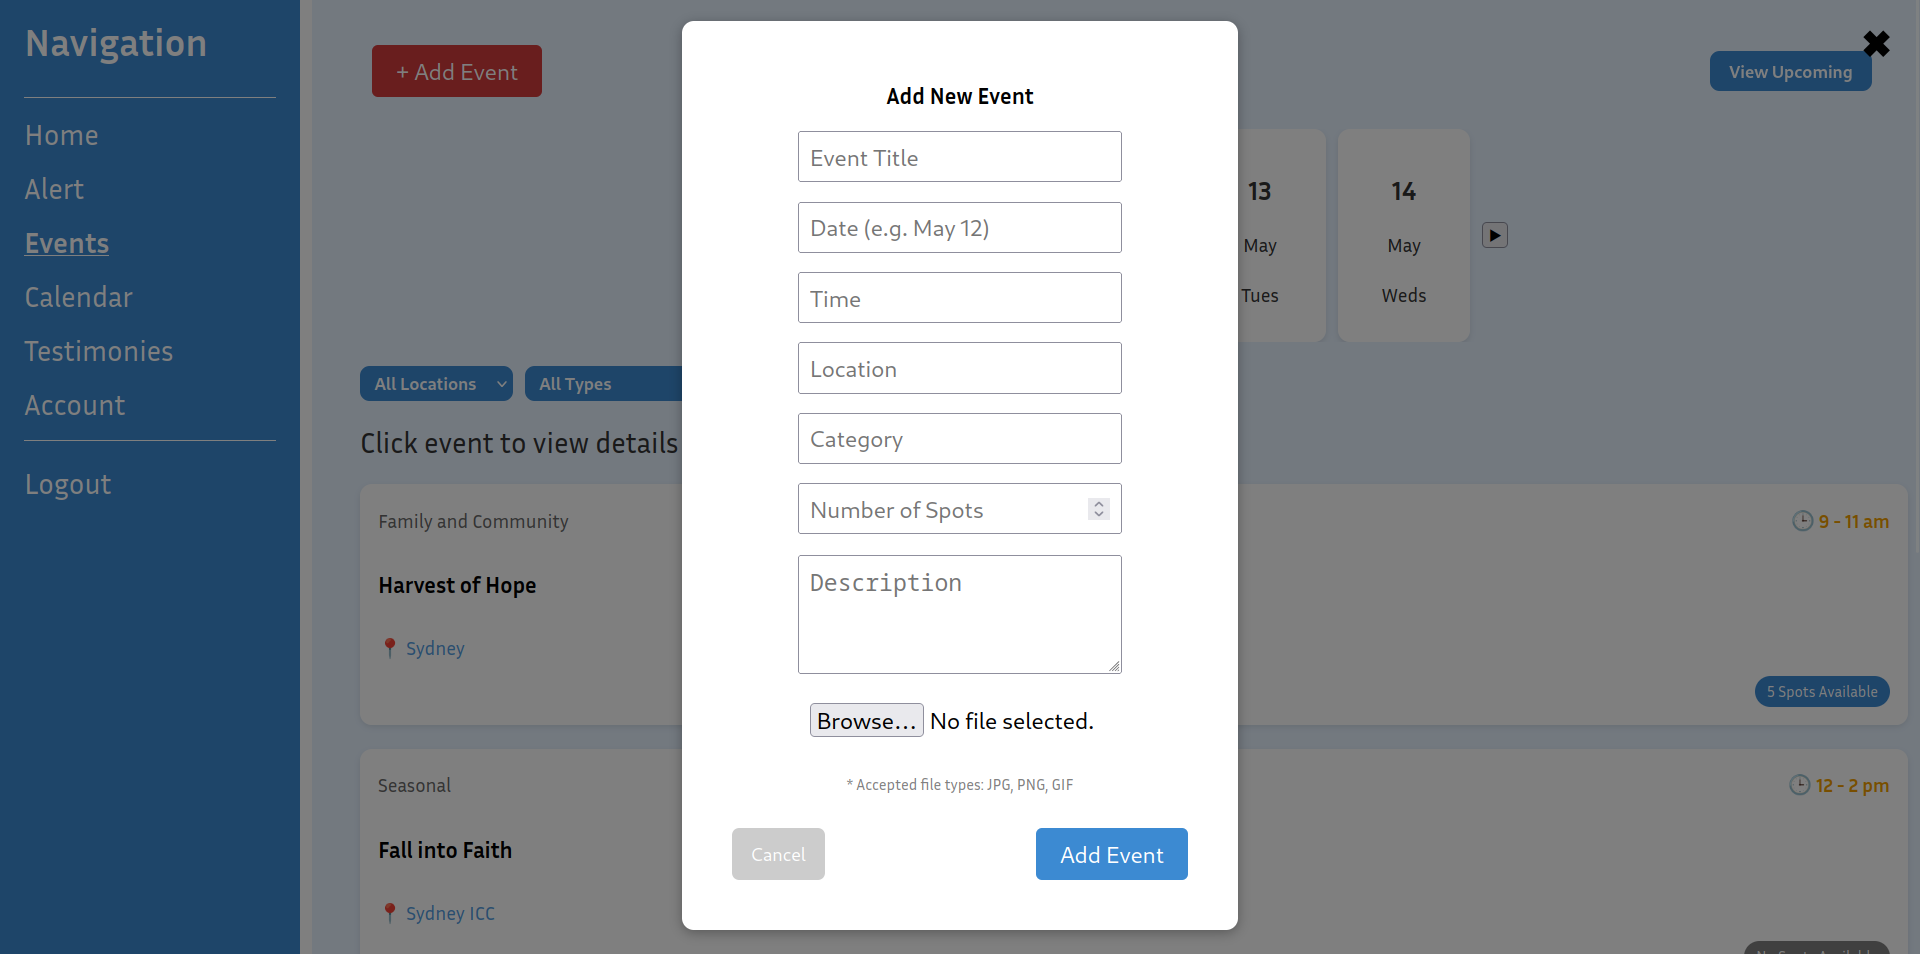 Navigation
Home
Alert
Events
Calendar
Testimonies
Account
Logout
+ Add Event
View Upcoming
13
May
Tues
14
May
Weds
All Locations
All Types
Click event to view details
Family and Community
9 - 11 am
Harvest of Hope
Sydney
5 Spots Available
Seasonal
12 - 2 pm
Fall into Faith
Sydney ICC
No Spots Available
Add New Event
Event Title
Date (e.g. May 12)
Time
Location
Category
Number of Spots
Description
Browse... No file selected.
* Accepted file types: JPG, PNG, GIF
Cancel
Add Event